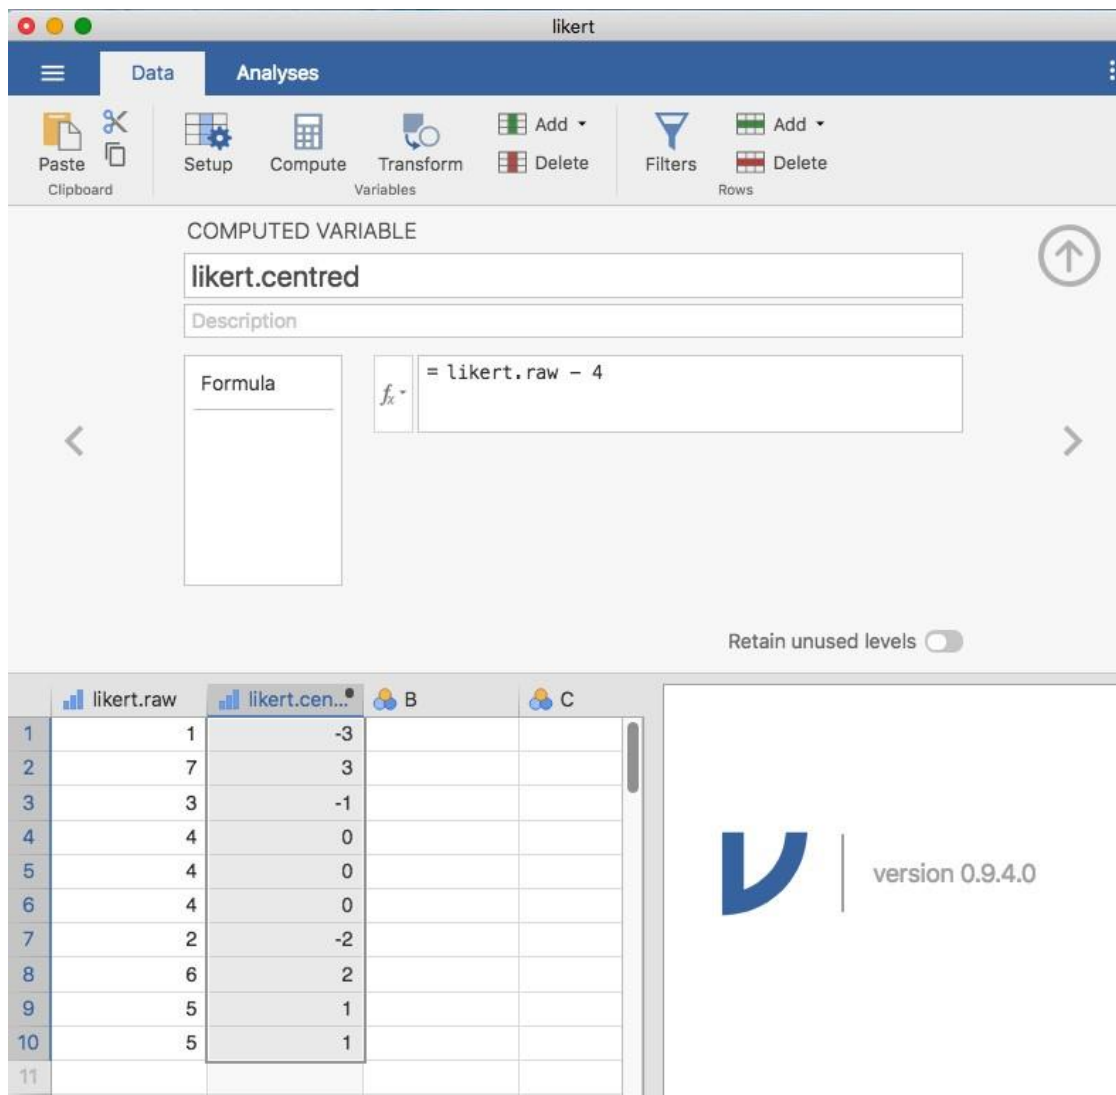 likert
Data Analyses
Paste Setup Compute Transform Add Delete Filters Add Delete
Clipboard Variables Rows
COMPUTED VARIABLE
likert.centred
Description
Formula
fx
= likert.raw – 4
Retain unused levels
likert.raw likert.cen... B C
1 1 -3
2 7 3
3 3 -1
4 4 0
5 4 0
6 4 0
7 2 -2
8 6 2
9 5 1
10 5 1
11
version 0.9.4.0